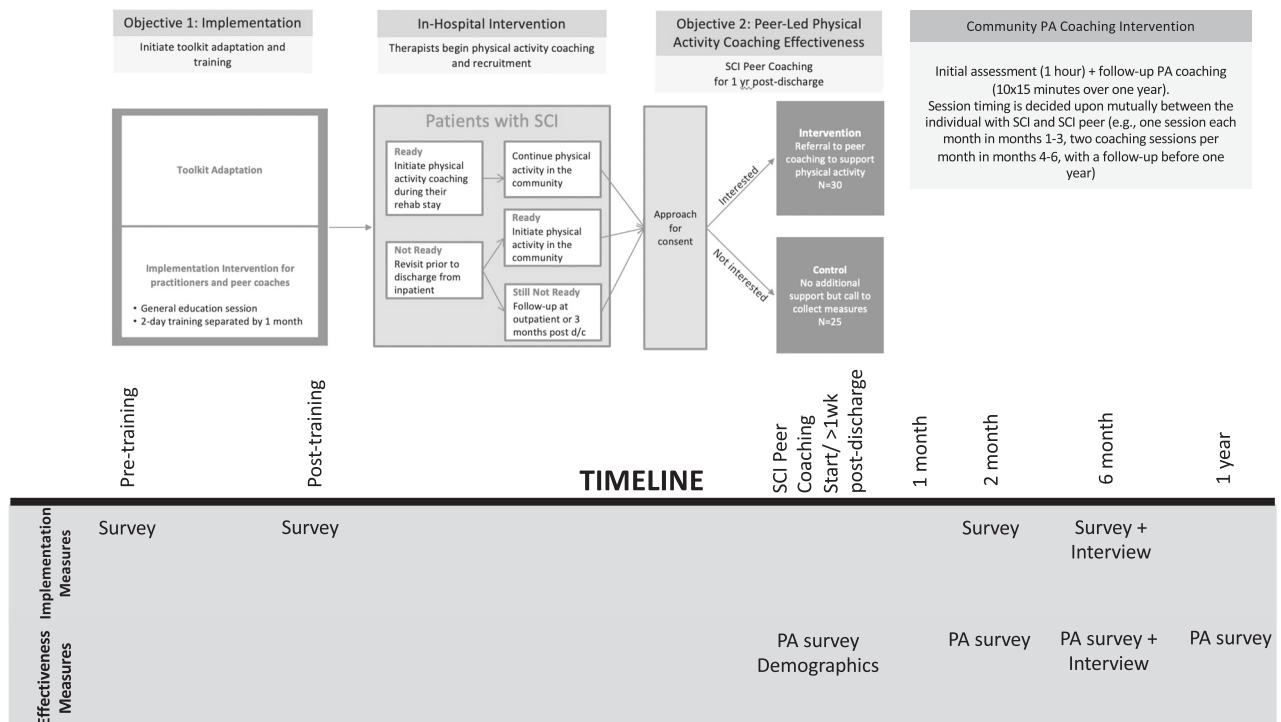 Objective 1: Implementation
Initiate toolkit adaptation and
training
In-Hospital Intervention
Therapists begin physical activity coaching
and recruitment
Objective 2: Peer-Led Physical
Activity Coaching Effectiveness
SCI Peer Coaching
for 1 yr post-discharge
Community PA Coaching Intervention
Initial assessment (1 hour) + follow-up PA coaching
(10x15 minutes over one year).
Session timing is decided upon mutually between the
individual with SCI and SCI peer (e.g., one session each
month in months 1-3, two coaching sessions per
month in months 4-6, with a follow-up before one
year)
Toolkit Adaptation
Implementation Intervention for
practitioners and peer coaches
• General education session
• 2-day training separated by 1 month
Patients with SCI
Ready
Initiate physical
activity coaching
during their
rehab stay
Continue physical
activity in the
community
Not Ready
Revisit prior to
discharge from
inpatient
Ready
Initiate physical
activity in the
community
Still Not Ready
Follow-up at
outpatient or 3
months post d/c
Approach
for
consent
Interested
Not interested
Intervention
Referral to peer
coaching to support
physical activity
N=30
Control
No additional
support but call to
collect measures
N=25
Pre-training
Post-training
TIMELINE
SCI Peer
Coaching
Start/ >1wk
post-discharge
1 month
2 month
6 month
1 year
Implementation
Measures
Survey
Survey
Survey
Survey +
Interview
Effectiveness
Measures
PA survey
Demographics
PA survey
PA survey +
Interview
PA survey